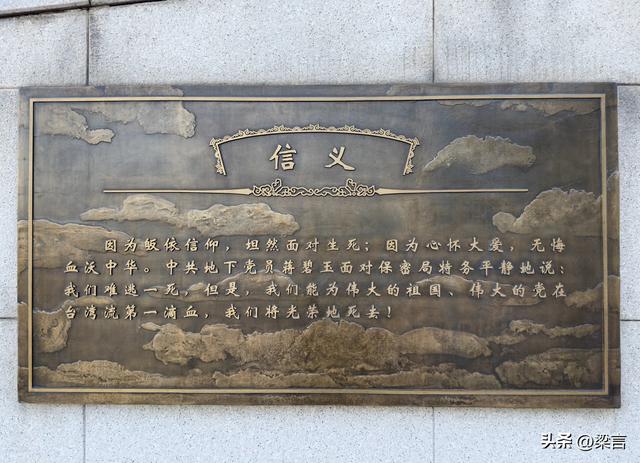 信义
因为皈依信仰，坦然面对生死；因为心怀大爱，无悔
血沃中华。中共地下党员蒋碧玉面对保密局特务平静地说：
我们难逃一死，但是，我们能为伟大的祖国、伟大的党在
台湾流第一滴血，我们将光荣地死去！
头条@梁言